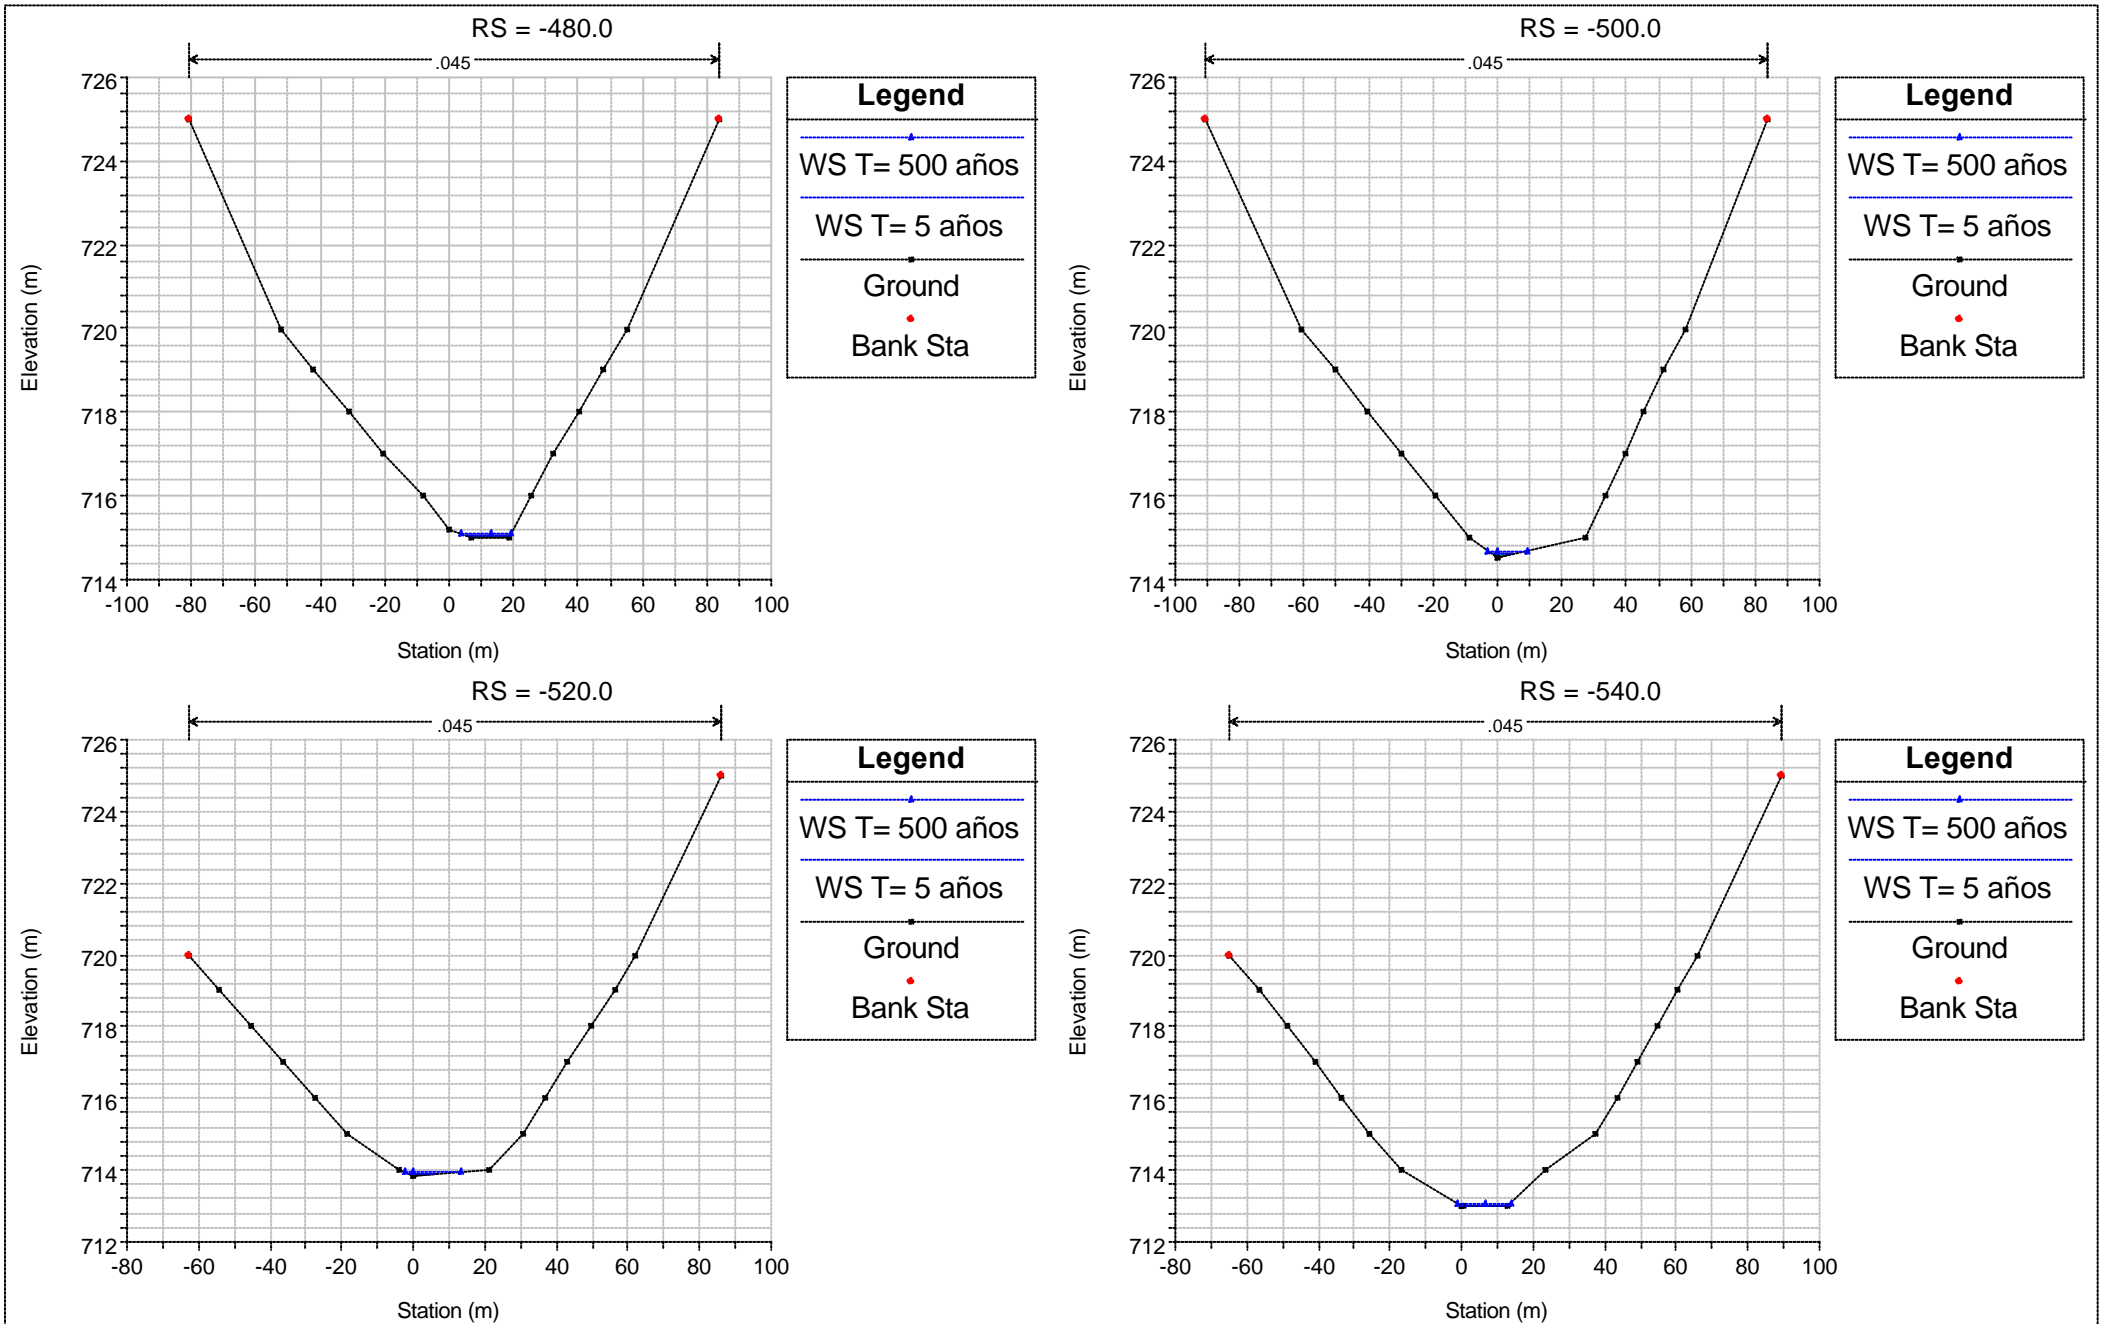 RS = -480.0
.045
Legend
WS T= 500 años
WS T= 5 años
Ground
Bank Sta
Elevation (m)
726
724
722
720
718
716
714
-100 -80 -60 -40 -20 0 20 40 60 80 100
Station (m)
RS = -500.0
.045
Legend
WS T= 500 años
WS T= 5 años
Ground
Bank Sta
Elevation (m)
726
724
722
720
718
716
714
-100 -80 -60 -40 -20 0 20 40 60 80 100
Station (m)
RS = -520.0
.045
Legend
WS T= 500 años
WS T= 5 años
Ground
Bank Sta
Elevation (m)
726
724
722
720
718
716
714
712
-80 -60 -40 -20 0 20 40 60 80 100
Station (m)
RS = -540.0
.045
Legend
WS T= 500 años
WS T= 5 años
Ground
Bank Sta
Elevation (m)
726
724
722
720
718
716
714
712
-80 -60 -40 -20 0 20 40 60 80 100
Station (m)